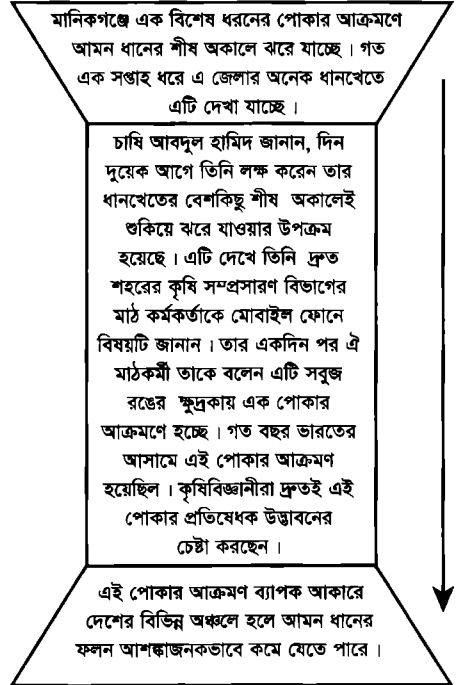 মানিকগঞ্জে এক বিশেষ ধরনের পোকার আক্রমণে
আমন ধানের শীষ অকালে ঝরে যাচ্ছে । গত
এক সপ্তাহ ধরে এ জেলার অনেক ধানখেতে
এটি দেখা যাচ্ছে ।
চাষি আবদুল হামিদ জানান, দিন
দুয়েক আগে তিনি লক্ষ করেন তার
ধানখেতের বেশকিছু শীষ অকালেই
শুকিয়ে ঝরে যাওয়ার উপক্রম
হয়েছে । এটি দেখে তিনি দ্রুত
শহরের কৃষি সম্প্রসারণ বিভাগের
মাঠ কর্মকর্তাকে মোবাইল ফোনে
বিষয়টি জানান । তার একদিন পর ঐ
মাঠকর্মী তাকে বলেন এটি সবুজ
রঙের ক্ষুদ্রকায় এক পোকার
আক্রমণে হচ্ছে । গত বছর ভারতের
আসামে এই পোকার আক্রমণ
হয়েছিল । কৃষিবিজ্ঞানীরা দ্রুতই এই
পোকার প্রতিষেধক উদ্ভাবনের
চেষ্টা করছেন ।
এই পোকার আক্রমণ ব্যাপক আকারে
দেশের বিভিন্ন অঞ্চলে হলে আমন ধানের
ফলন আশঙ্কাজনকভাবে কমে যেতে পারে ।